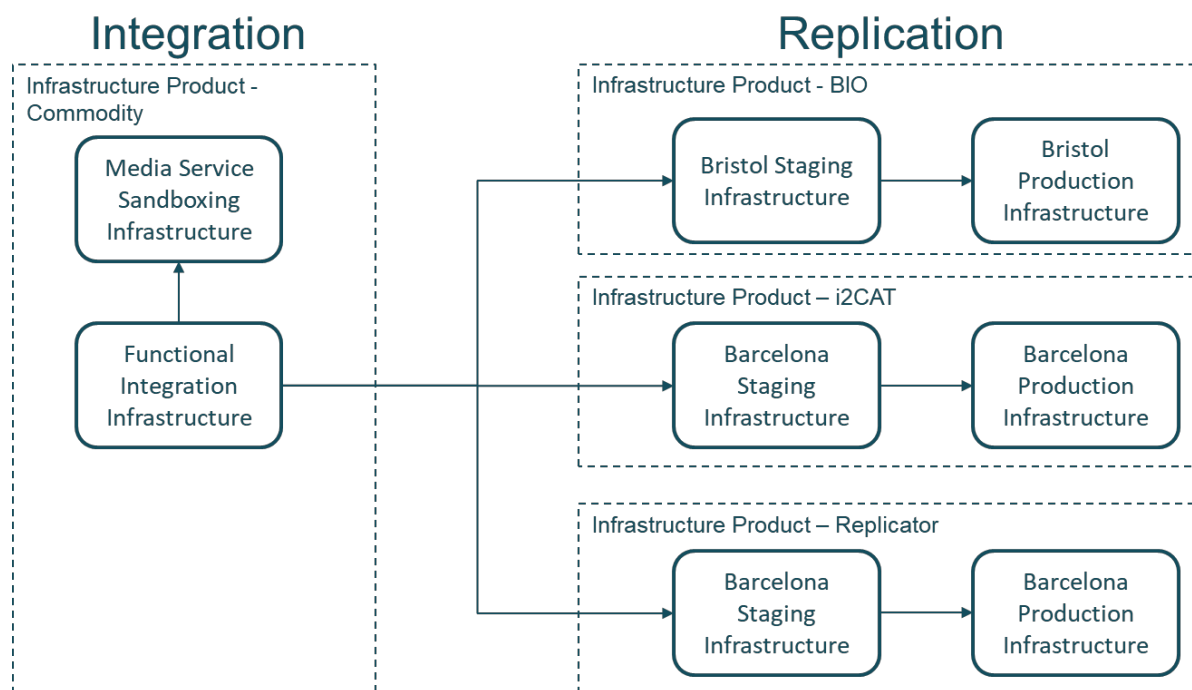 Integration
Replication
Infrastructure Product -
Commodity
Media Service
Sandboxing
Infrastructure
Functional
Integration
Infrastructure
Infrastructure Product - BIO
Bristol Staging
Infrastructure
Bristol
Production
Infrastructure
Infrastructure Product – i2CAT
Barcelona
Staging
Infrastructure
Barcelona
Production
Infrastructure
Infrastructure Product – Replicator
Barcelona
Staging
Infrastructure
Barcelona
Production
Infrastructure